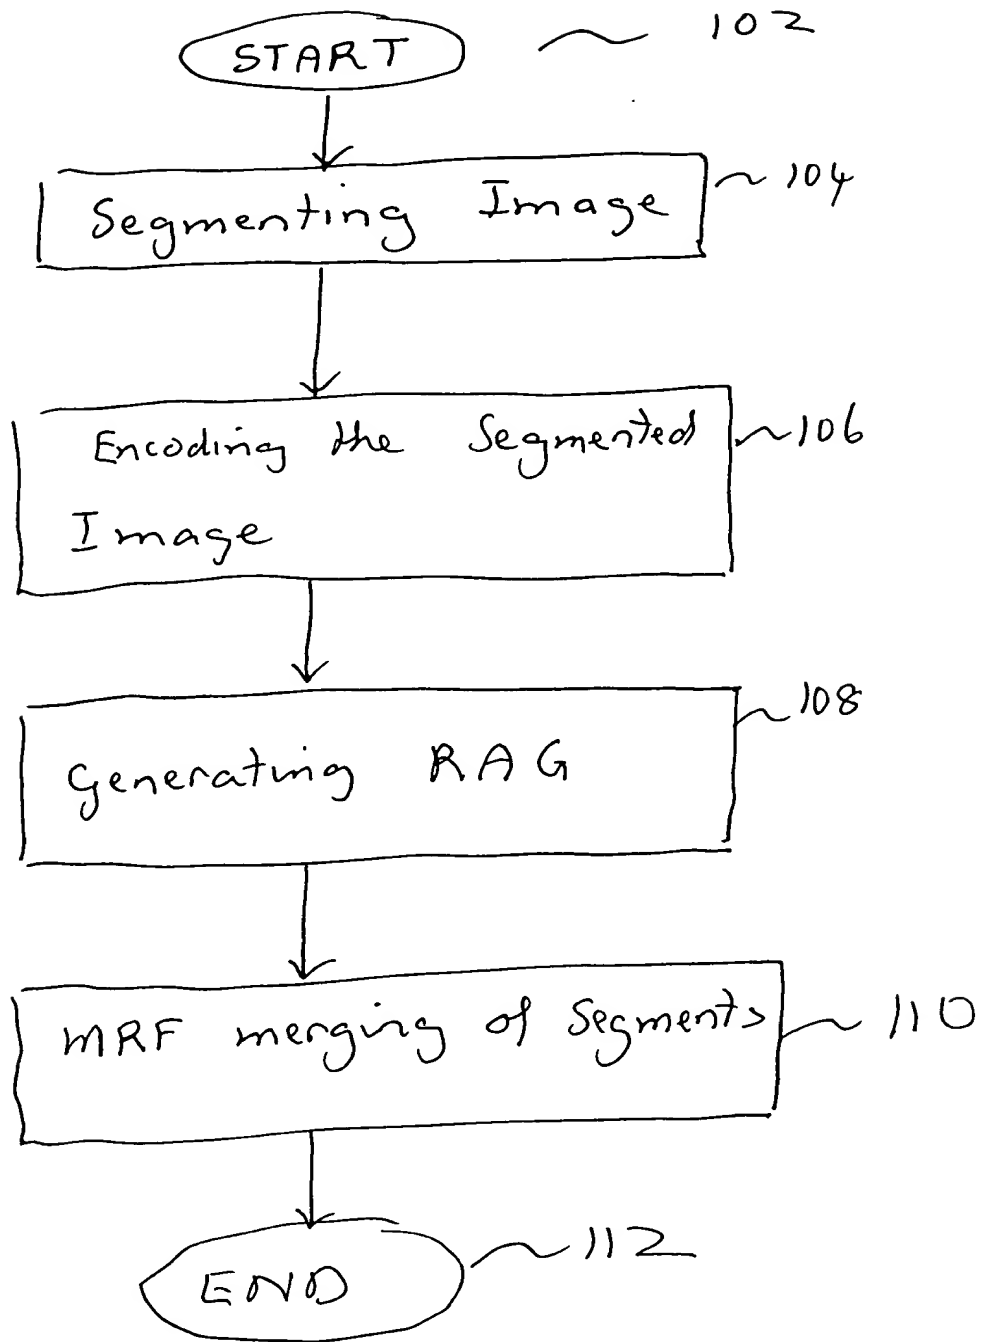 START 102
Segmenting Image 104
Encoding the Segmented 106
Image
Generating RAG 108
MRF merging of Segments 110
END 112